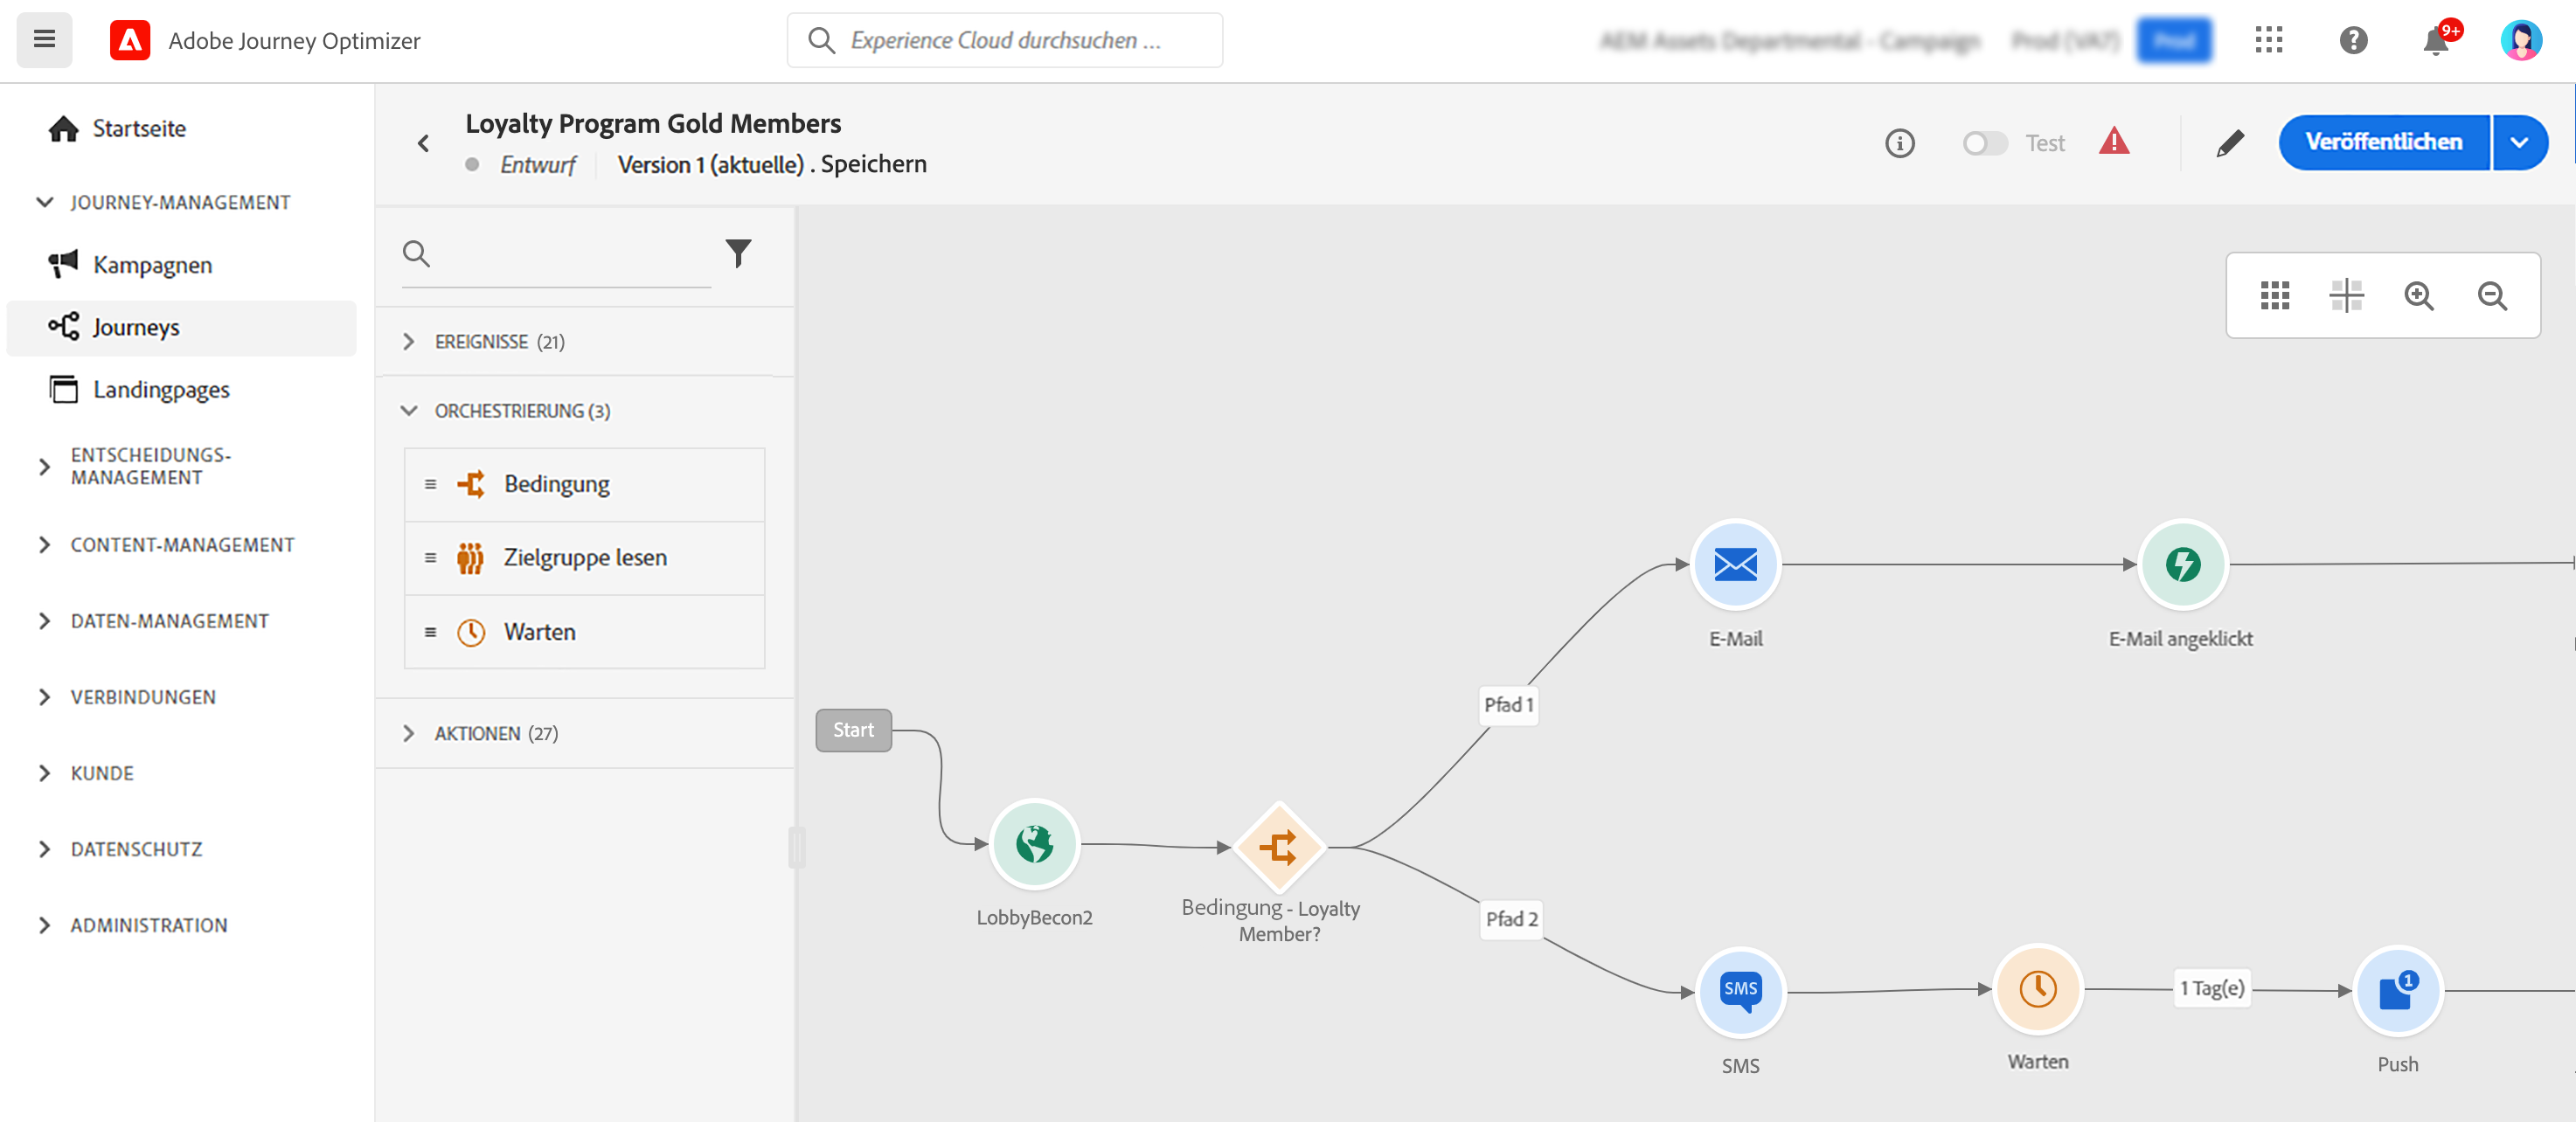 Adobe Journey Optimizer
Experience Cloud durchsuchen ...
9+
Startseite
JOURNEY-MANAGEMENT
Kampagnen
Journeys
Landingpages
ENTSCHEIDUNGS-
MANAGEMENT
CONTENT-MANAGEMENT
DATEN-MANAGEMENT
VERBINDUNGEN
KUNDE
DATENSCHUTZ
ADMINISTRATION
Loyalty Program Gold Members
Entwurf
Version 1 (aktuelle) . Speichern
Test
Veröffentlichen
EREIGNISSE (21)
ORCHESTRIERUNG (3)
Bedingung
Zielgruppe lesen
Warten
AKTIONEN (27)
Start
LobbyBecon2
Bedingung - Loyalty
Member?
Pfad 1
E-Mail
E-Mail angeklickt
Pfad 2
SMS
SMS
Warten
1 Tag(e)
1
Push